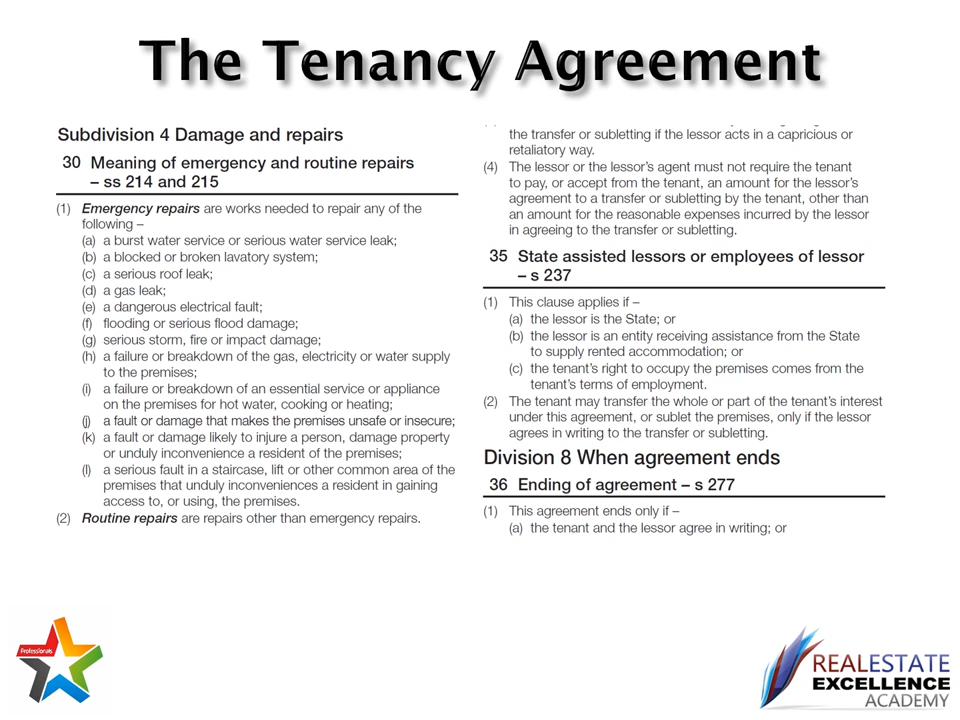 The Tenancy Agreement
Subdivision 4 Damage and repairs
30 Meaning of emergency and routine repairs
– ss 214 and 215
(1) Emergency repairs are works needed to repair any of the
following –
(a) a burst water service or serious water service leak;
(b) a blocked or broken lavatory system;
(c) a serious roof leak;
(d) a gas leak;
(e) a dangerous electrical fault;
(f) flooding or serious flood damage;
(g) serious storm, fire or impact damage;
(h) a failure or breakdown of the gas, electricity or water supply
to the premises;
(i) a failure or breakdown of an essential service or appliance
on the premises for hot water, cooking or heating;
(j) a fault or damage that makes the premises unsafe or insecure;
(k) a fault or damage likely to injure a person, damage property
or unduly inconvenience a resident of the premises;
(l) a serious fault in a staircase, lift or other common area of the
premises that unduly inconveniences a resident in gaining
access to, or using, the premises.
(2) Routine repairs are repairs other than emergency repairs.
the transfer or subletting if the lessor acts in a capricious or
retaliatory way.
(4) The lessor or the lessor's agent must not require the tenant
to pay, or accept from the tenant, an amount for the lessor's
agreement to a transfer or subletting by the tenant, other than
an amount for the reasonable expenses incurred by the lessor
in agreeing to the transfer or subletting.
35 State assisted lessors or employees of lessor
– s 237
(1) This clause applies if –
(a) the lessor is the State; or
(b) the lessor is an entity receiving assistance from the State
to supply rented accommodation; or
(c) the tenant's right to occupy the premises comes from the
tenant's terms of employment.
(2) The tenant may transfer the whole or part of the tenant's interest
under this agreement, or sublet the premises, only if the lessor
agrees in writing to the transfer or subletting.
Division 8 When agreement ends
36 Ending of agreement – s 277
(1) This agreement ends only if –
(a) the tenant and the lessor agree in writing; or
Professionals
REALESTATE
EXCELLENCE
ACADEMY